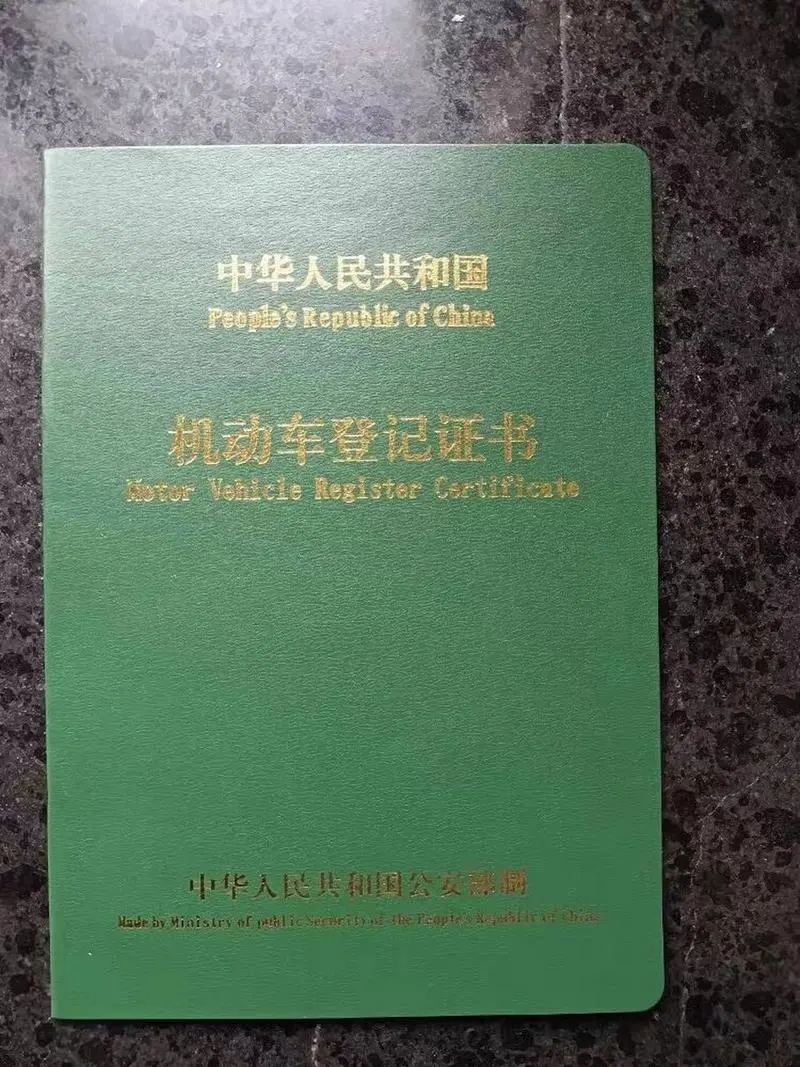 中华人民共和国
People's Republic of China
机动车登记证书
Motor Vehicle Register Certificate
中华人民共和国公安部制
Made by Ministry of public Security of the People's Republic of China